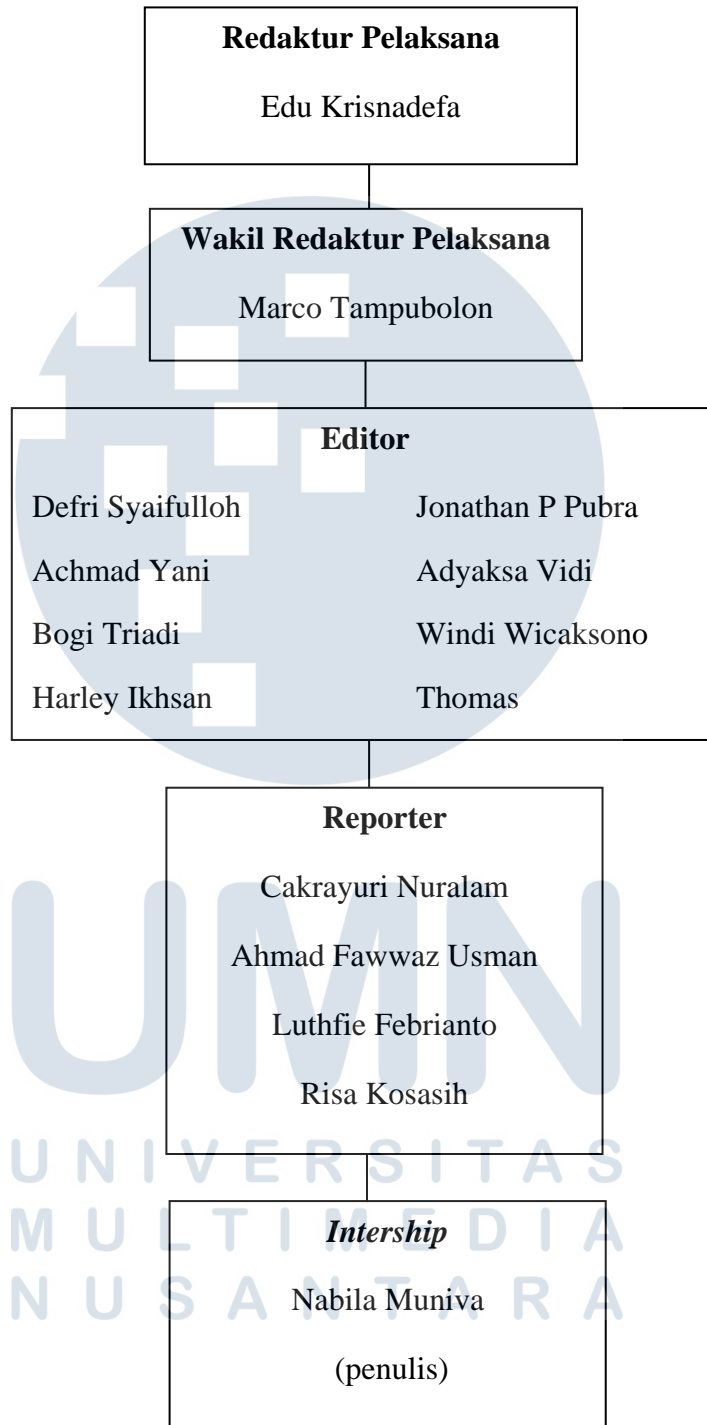 Redaktur Pelaksana
Edu Krisnadefa
Wakil Redaktur Pelaksana
Marco Tampubolon
Editor
Defri Syaifulloh Jonathan P Pubra
Achmad Yani Adyaksa Vidi
Bogi Triadi Windi Wicaksono
Harley Ikhsan Thomas
Reporter
Cakrayuri Nuralam
Ahmad Fawwaz Usman
Luthfie Febrianto
Risa Kosasih
Intership
Nabila Muniva
(penulis)
UMN
UNIVERSITAS
MULTIMEDIA
NUSANTARA